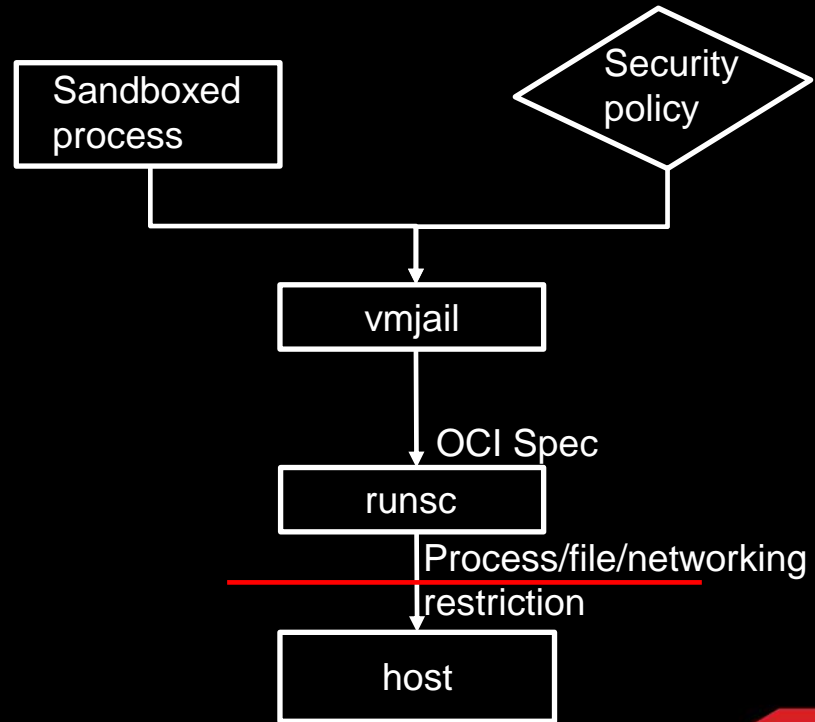 Sandboxed
process
Security
policy
vmjail
OCI Spec
runsc
Process/file/networking
restriction
host